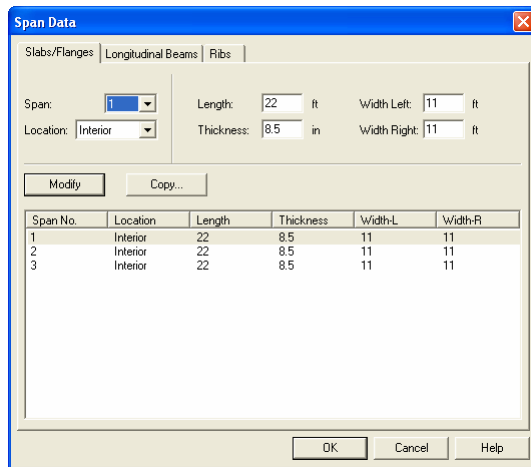 Span Data
Slabs/Flanges Longitudinal Beams Ribs
Span: 1 Length: 22 ft Width Left: 11 ft
Location: Interior Thickness: 8.5 in Width Right: 11 ft
Modify Copy...
Span No. Location Length Thickness Width-L Width-R
1 Interior 22 8.5 11 11
2 Interior 22 8.5 11 11
3 Interior 22 8.5 11 11
OK Cancel Help